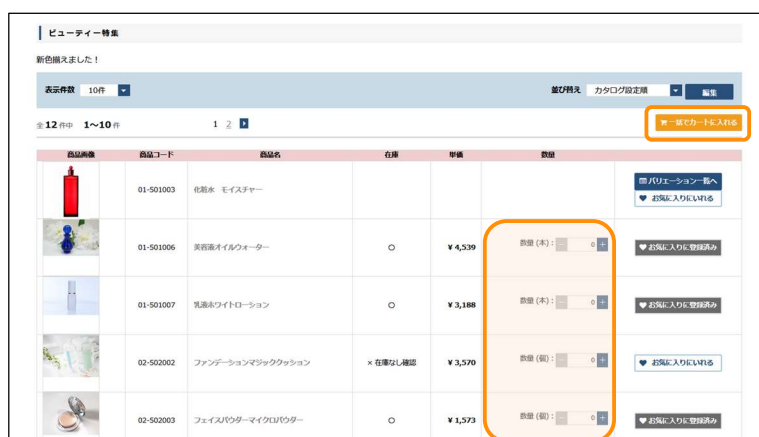 ビューティー特集
新色揃えました！
表示件数 10件 並び替え カタログ設定順 編集
全12件中 1～10件 1 2 一括でカートに入れる
商品画像 商品コード 商品名 在庫 単価 数量
01-501003 化粧水 モイスチャー バリエーション一覧へ
お気に入りにいれる
01-501006 美容液オイルウォーター ○ ¥ 4,539 数量 (本) : － 0 + お気に入りに登録済み
01-501007 乳液ホワイトローション ○ ¥ 3,188 数量 (本) : － 0 + お気に入りに登録済み
02-502002 ファンデーションマジッククッション × 在庫なし確認 ¥ 3,570 数量 (個) : － 0 + お気に入りにいれる
02-502003 フェイスパウダーマイクロパウダー ○ ¥ 1,573 数量 (個) : － 0 + お気に入りに登録済み